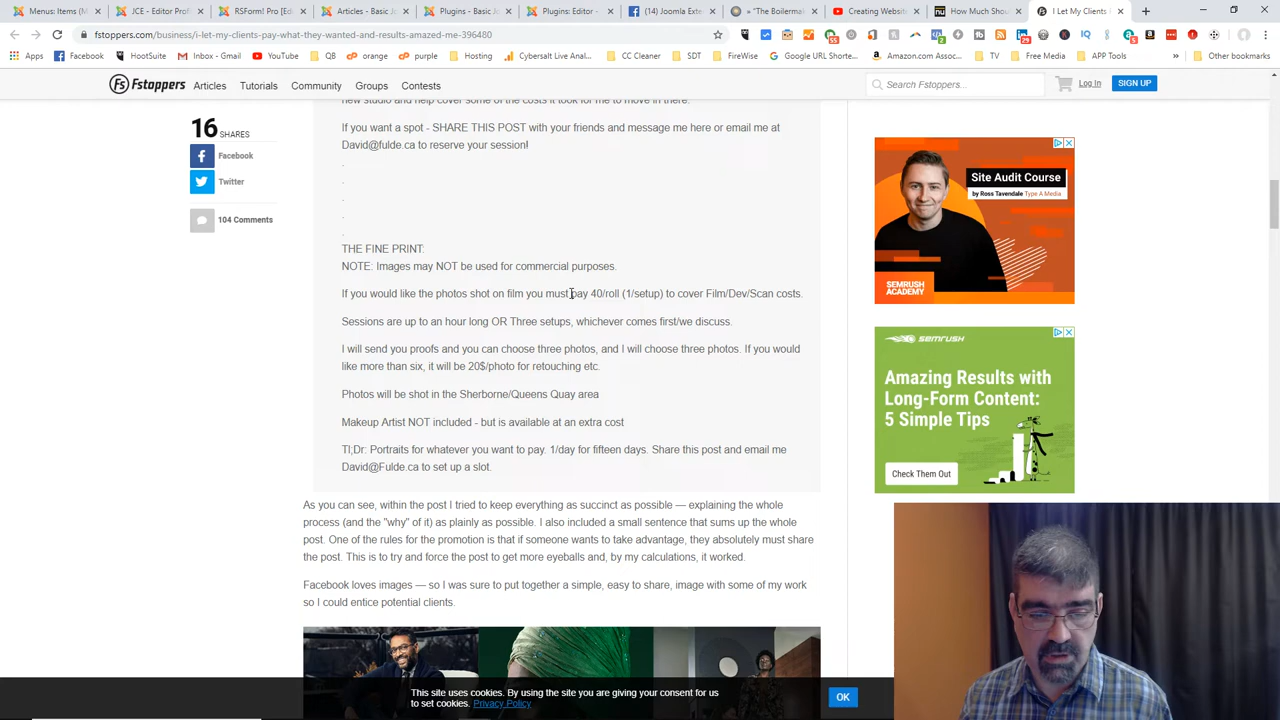 Menus: Items (M
JCE - Editor Prof
RSForm! Pro [Edi
Articles - Basic Jo
Plugins - Basic Jo
Plugins: Editor -
(14) Joomla Exte
» "The Boilerma
Creating Website
How Much Shou
I Let My Clients
fstoppers.com/business/i-let-my-clients-pay-what-they-wanted-and-results-amazed-me-396480
Apps
Facebook
HootSuite
Instagram
Gmail
YouTube
QB
orange
purple
Hosting
Cybersalt Live Anal...
CC Cleaner
SDT
FireWise
Amazon.com Assoc...
TV
Free Media
APP Tools
»
Other bookmarks
Fs Fstoppers
Articles
Tutorials
Community
Groups
Contests
Search Fstoppers...
Log In
SIGN UP
16 SHARES
Facebook
Twitter
104 Comments
new studio and help cover some of the costs it took for me to move in there.
If you want a spot - SHARE THIS POST with your friends and message me here or email me at
David@fulde.ca to reserve your session!
.
.
.
.
.
THE FINE PRINT:
NOTE: Images may NOT be used for commercial purposes.
If you would like the photos shot on film you must pay 40/roll (1/setup) to cover Film/Dev/Scan costs.
Sessions are up to an hour long OR Three setups, whichever comes first/we discuss.
I will send you proofs and you can choose three photos, and I will choose three photos. If you would
like more than six, it will be 20$/photo for retouching etc.
Photos will be shot in the Sherborne/Queens Quay area
Makeup Artist NOT included - but is available at an extra cost
Tl;Dr: Portraits for whatever you want to pay. 1/day for fifteen days. Share this post and email me
David@Fulde.ca to set up a slot.
As you can see, within the post I tried to keep everything as succinct as possible — explaining the whole
process (and the "why" of it) as plainly as possible. I also included a small sentence that sums up the whole
post. One of the rules for the promotion is that if someone wants to take advantage, they absolutely must share
the post. This is to try and force the post to get more eyeballs and, by my calculations, it worked.
Facebook loves images — so I was sure to put together a simple, easy to share, image with some of my work
so I could entice potential clients.
Site Audit Course
by Ross Tavendale Type A Media
SEMRUSH
ACADEMY
SEMRUSH
Amazing Results with
Long-Form Content:
5 Simple Tips
Check Them Out
This site uses cookies. By using the site you are giving your consent for us
to set cookies. Privacy Policy
OK